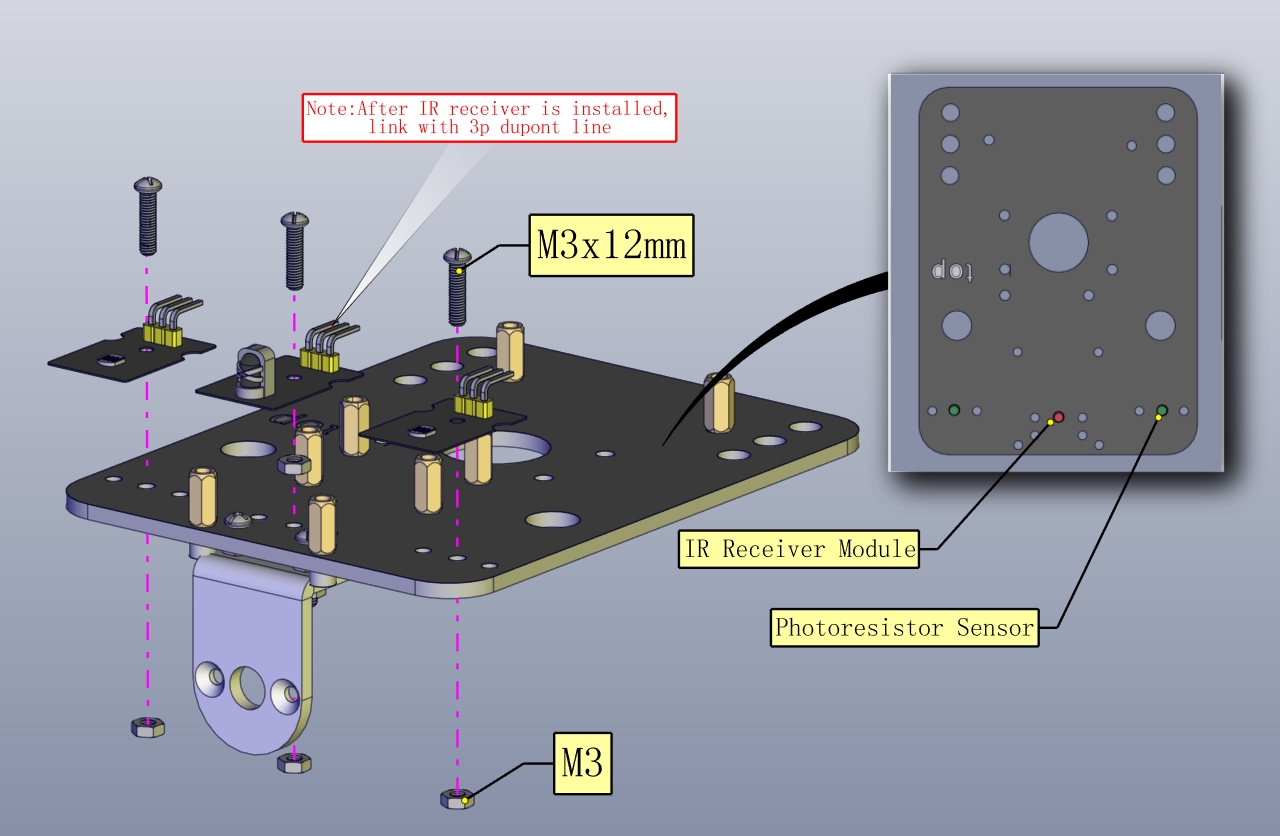 Note:After IR receiver is installed,
link with 3p dupont line
M3x12mm
top
IR Receiver Module
Photoresistor Sensor
M3